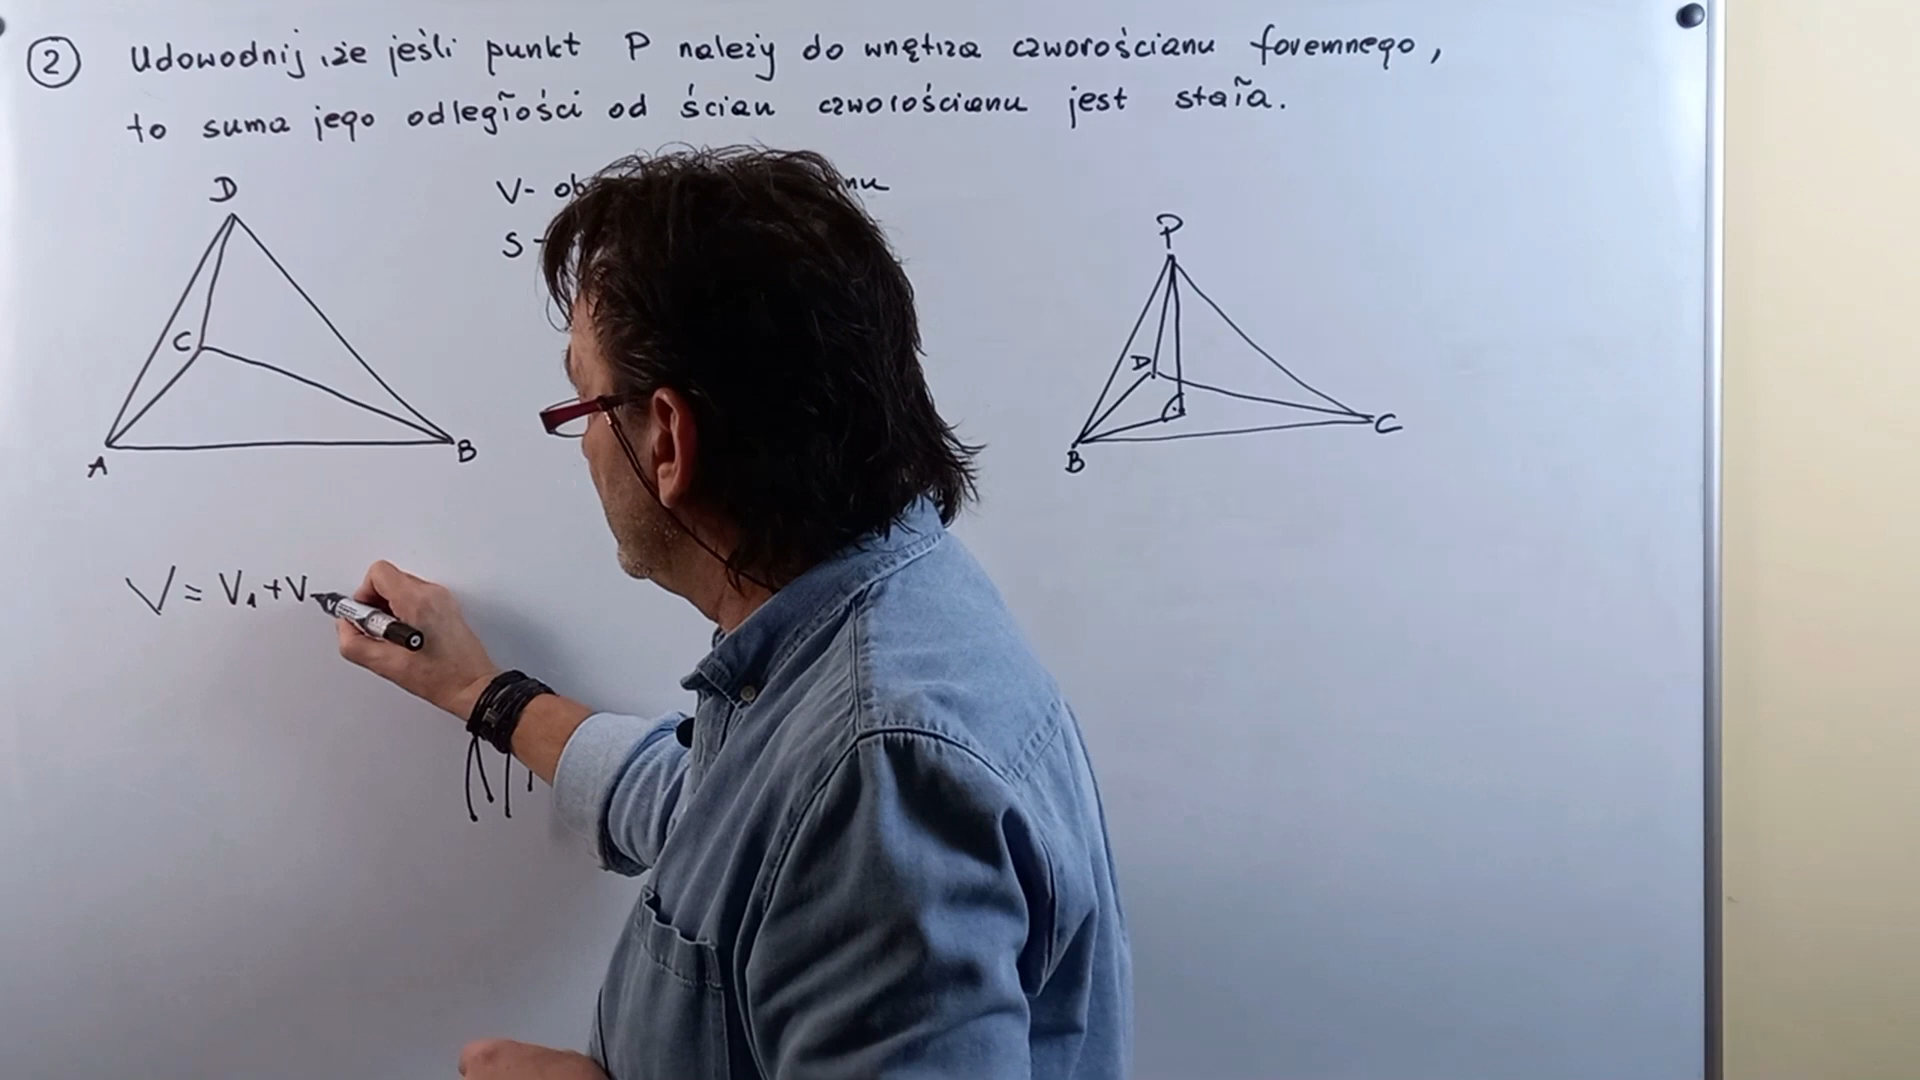 2 Udowodnij, że jeśli punkt P należy do wnętrza czworościanu foremnego,
to suma jego odległości od ścian czworościanu jest stała.
D
V-
S -
P
C
D
A
B
C
B
V = V1 + V